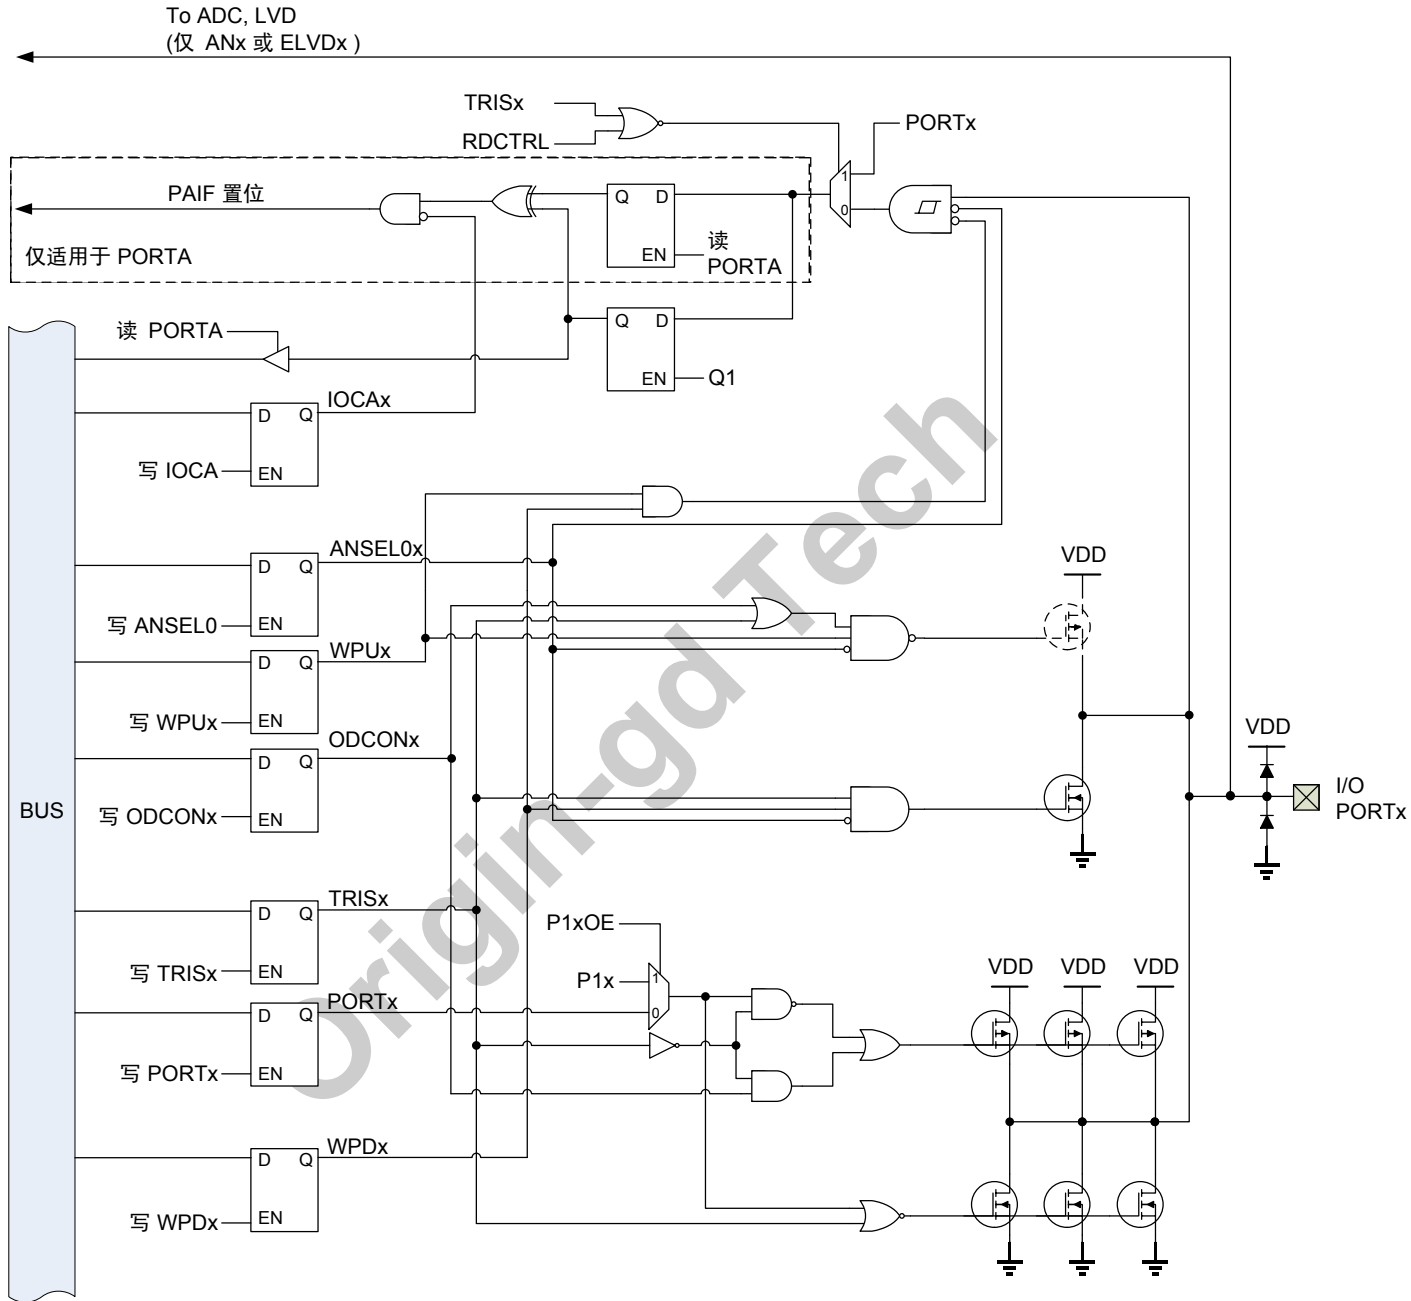 To ADC, LVD
(仅 ANx 或 ELVDx )
TRISx
RDCTRL
PORTx
1
0
PAIF 置位
仅适用于 PORTA
Q D
EN
读
PORTA
Q D
EN
Q1
读 PORTA
D Q
EN
IOCAx
写 IOCA
D Q
EN
ANSEL0x
写 ANSEL0
D Q
EN
WPUx
写 WPUx
D Q
EN
ODCONx
写 ODCONx
BUS
D Q
EN
TRISx
写 TRISx
D Q
EN
PORTx
写 PORTx
D Q
EN
WPDx
写 WPDx
P1xOE
P1x
1
0
VDD
VDD
I/O
PORTx
VDD VDD VDD
Origin-gd Tech